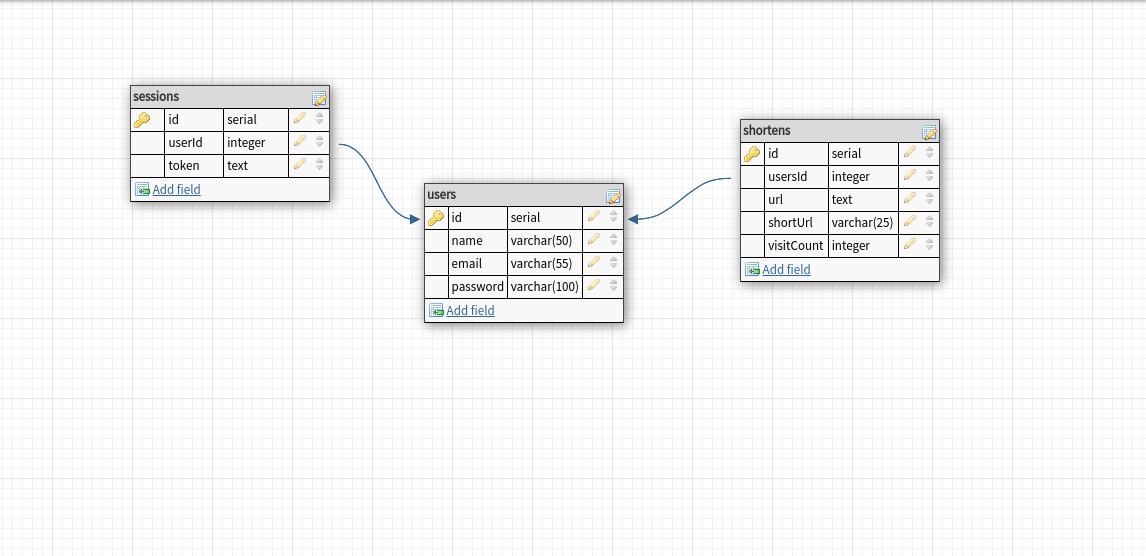 sessions
id serial
userId integer
token text
Add field
users
id serial
name varchar(50)
email varchar(55)
password varchar(100)
Add field
shortens
id serial
usersId integer
url text
shortUrl varchar(25)
visitCount integer
Add field